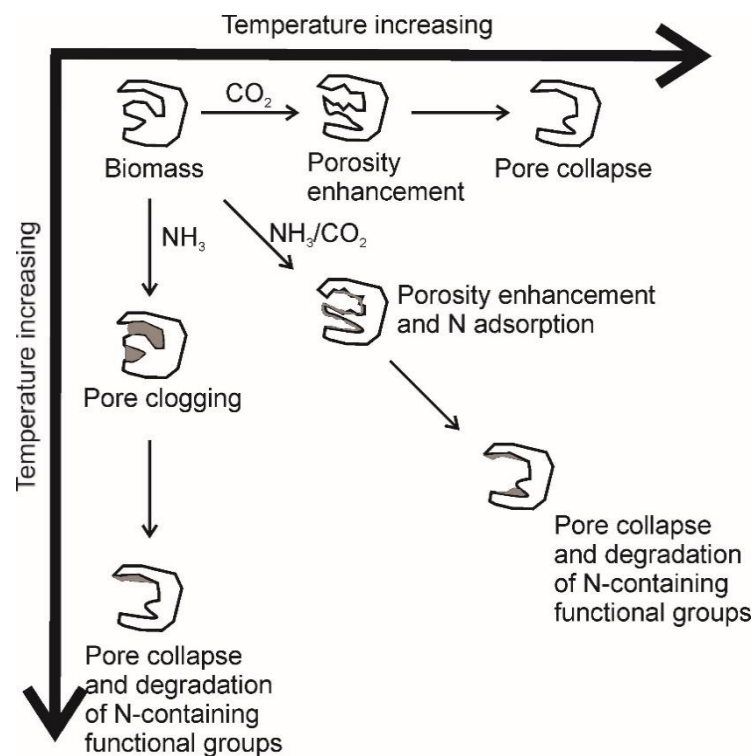 Temperature increasing
Temperature increasing
CO₂
Biomass
Porosity
enhancement
Pore collapse
NH₃
NH₃/CO₂
Porosity enhancement
and N adsorption
Pore clogging
Pore collapse
and degradation
of N-containing
functional groups
Pore collapse
and degradation
of N-containing
functional groups